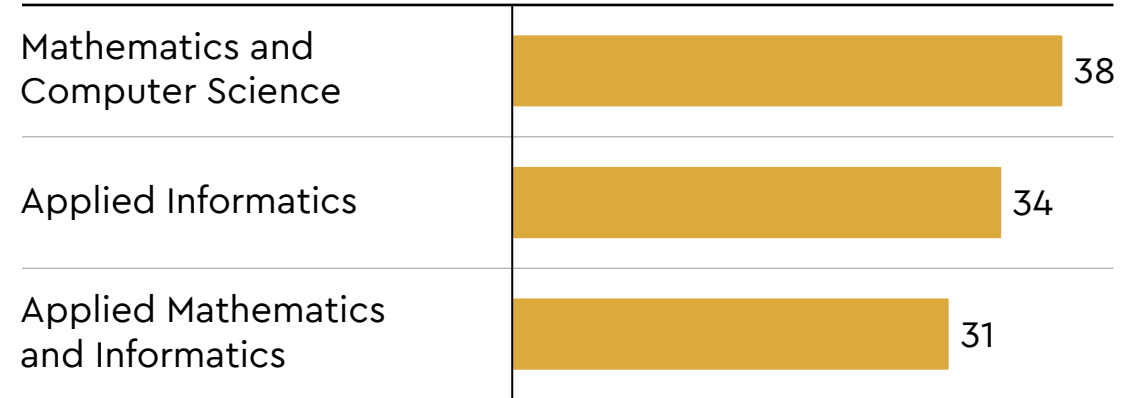 Mathematics and
Computer Science
38
Applied Informatics
34
Applied Mathematics
and Informatics
31